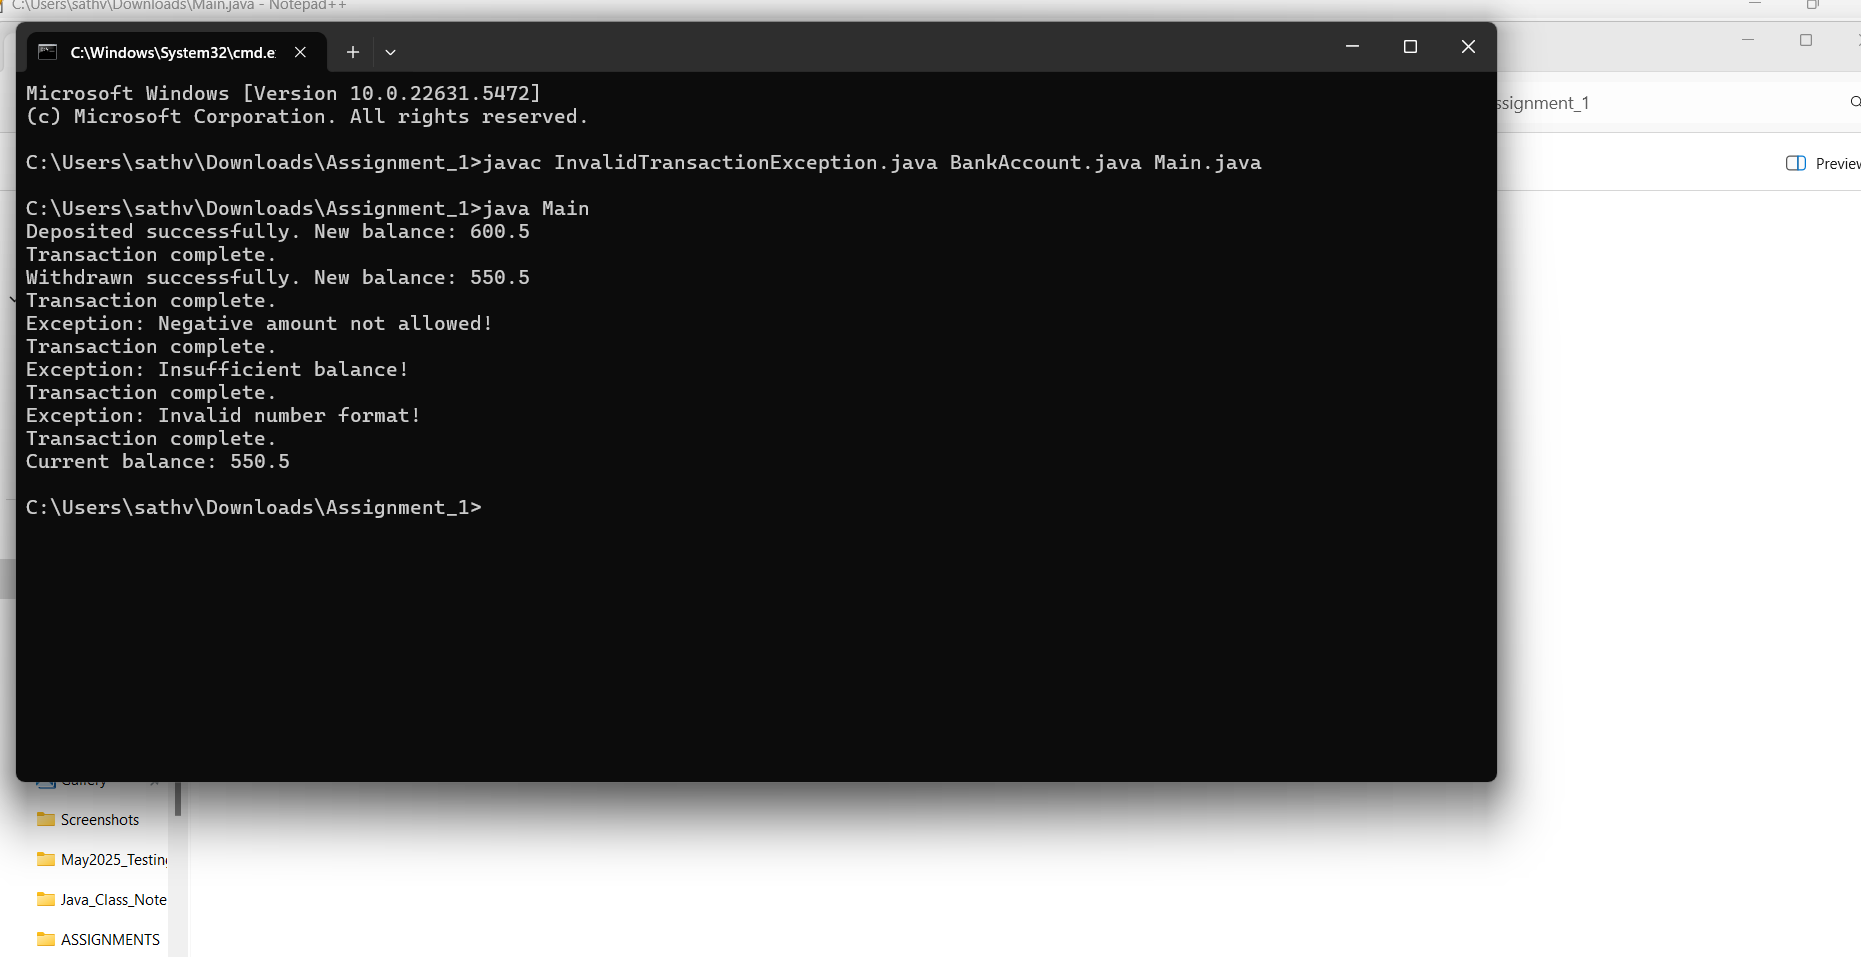 C:\Users\sathv\Downloads\Main.java - Notepad++
C:\Windows\System32\cmd.e
Microsoft Windows [Version 10.0.22631.5472]
(c) Microsoft Corporation. All rights reserved.
C:\Users\sathv\Downloads\Assignment_1>javac InvalidTransactionException.java BankAccount.java Main.java
C:\Users\sathv\Downloads\Assignment_1>java Main
Deposited successfully. New balance: 600.5
Transaction complete.
Withdrawn successfully. New balance: 550.5
Transaction complete.
Exception: Negative amount not allowed!
Transaction complete.
Exception: Insufficient balance!
Transaction complete.
Exception: Invalid number format!
Transaction complete.
Current balance: 550.5
C:\Users\sathv\Downloads\Assignment_1>
ssignment_1
Preview
Gallery
Screenshots
May2025_Testing
Java_Class_Note
ASSIGNMENTS